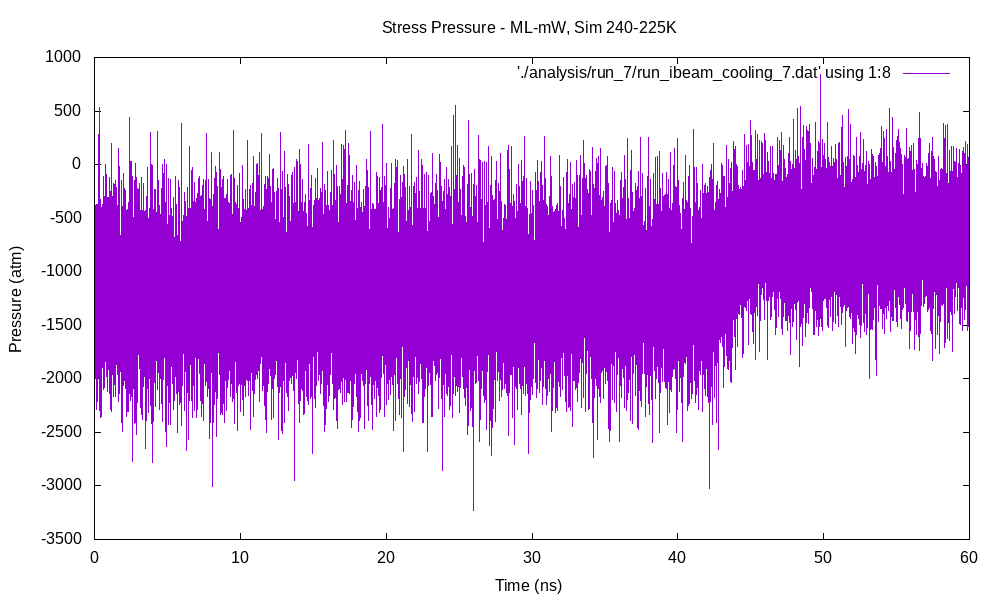 Stress Pressure - ML-mW, Sim 240-225K
'./analysis/run_7/run_ibeam_cooling_7.dat' using 1:8
1000
500
0
-500
-1000
-1500
-2000
-2500
-3000
-3500
Pressure (atm)
0 10 20 30 40 50 60
Time (ns)